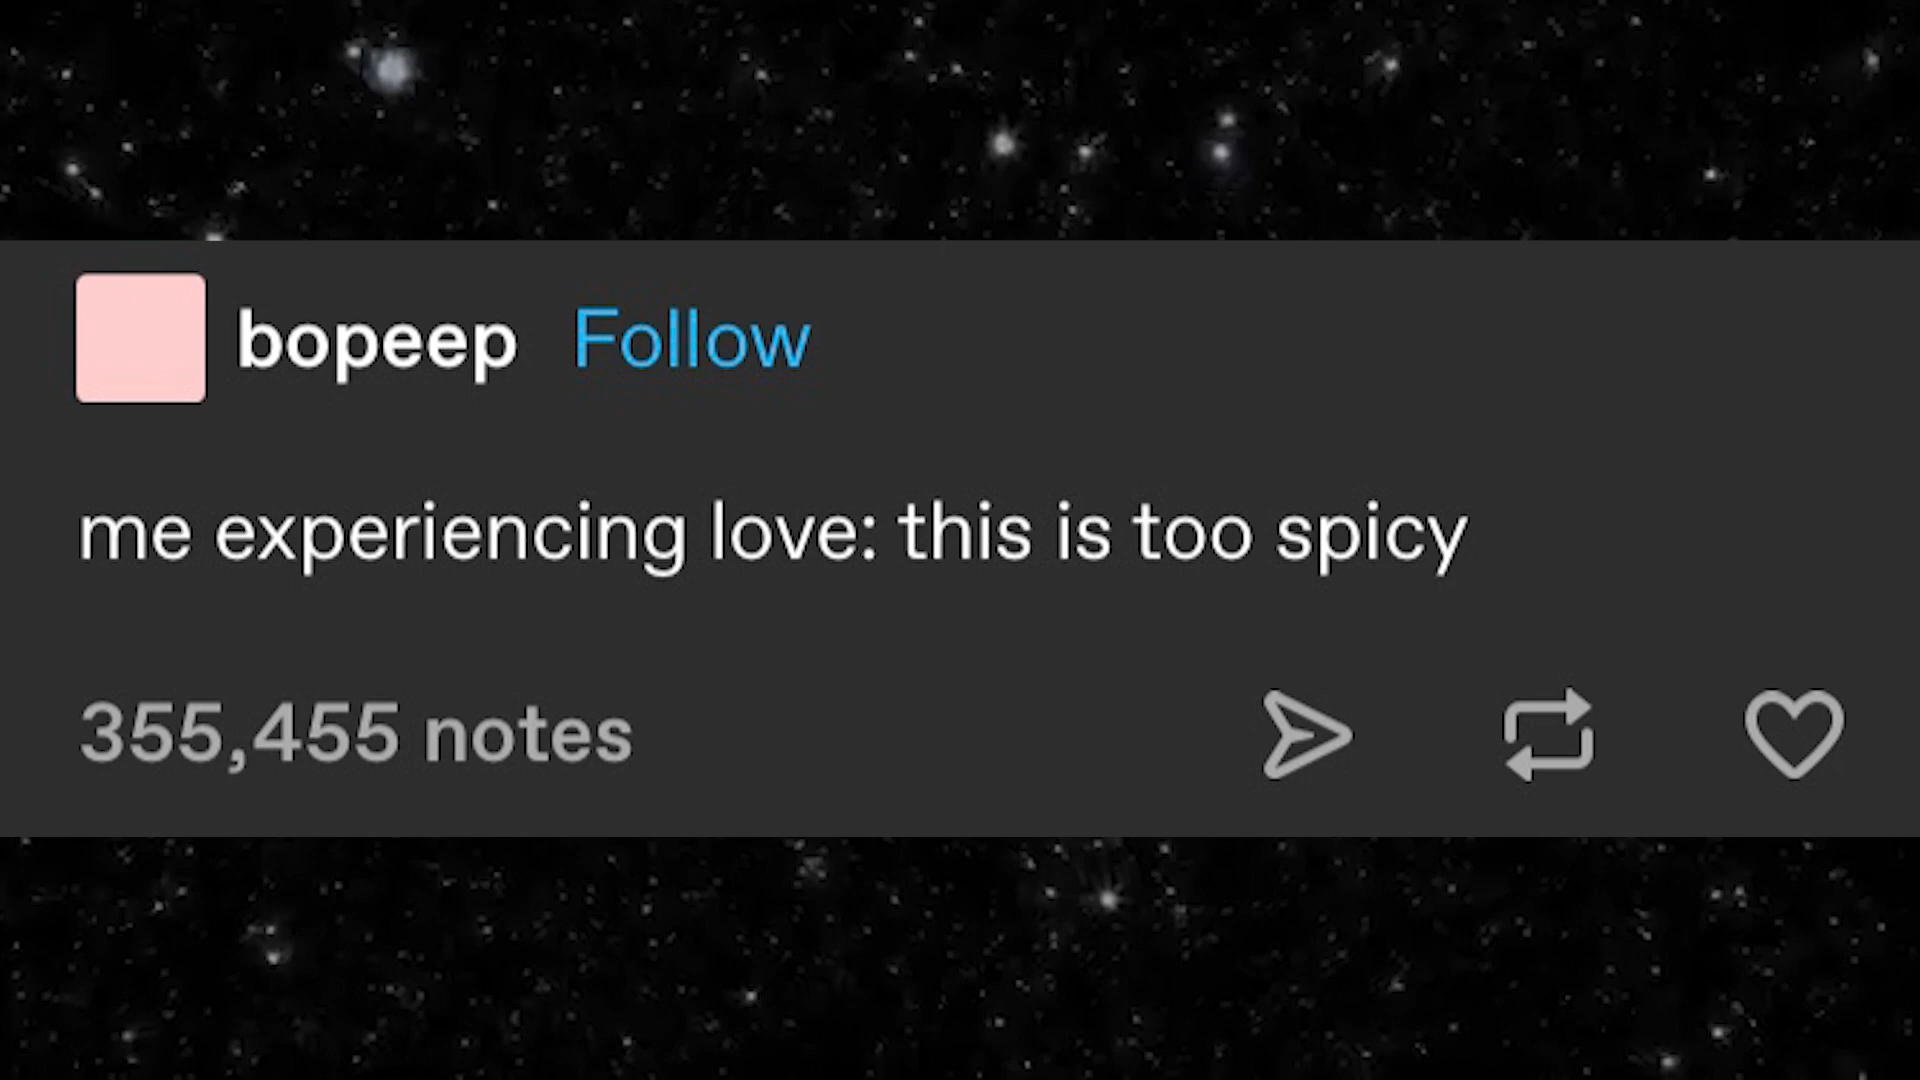 bopeep Follow
me experiencing love: this is too spicy
355,455 notes